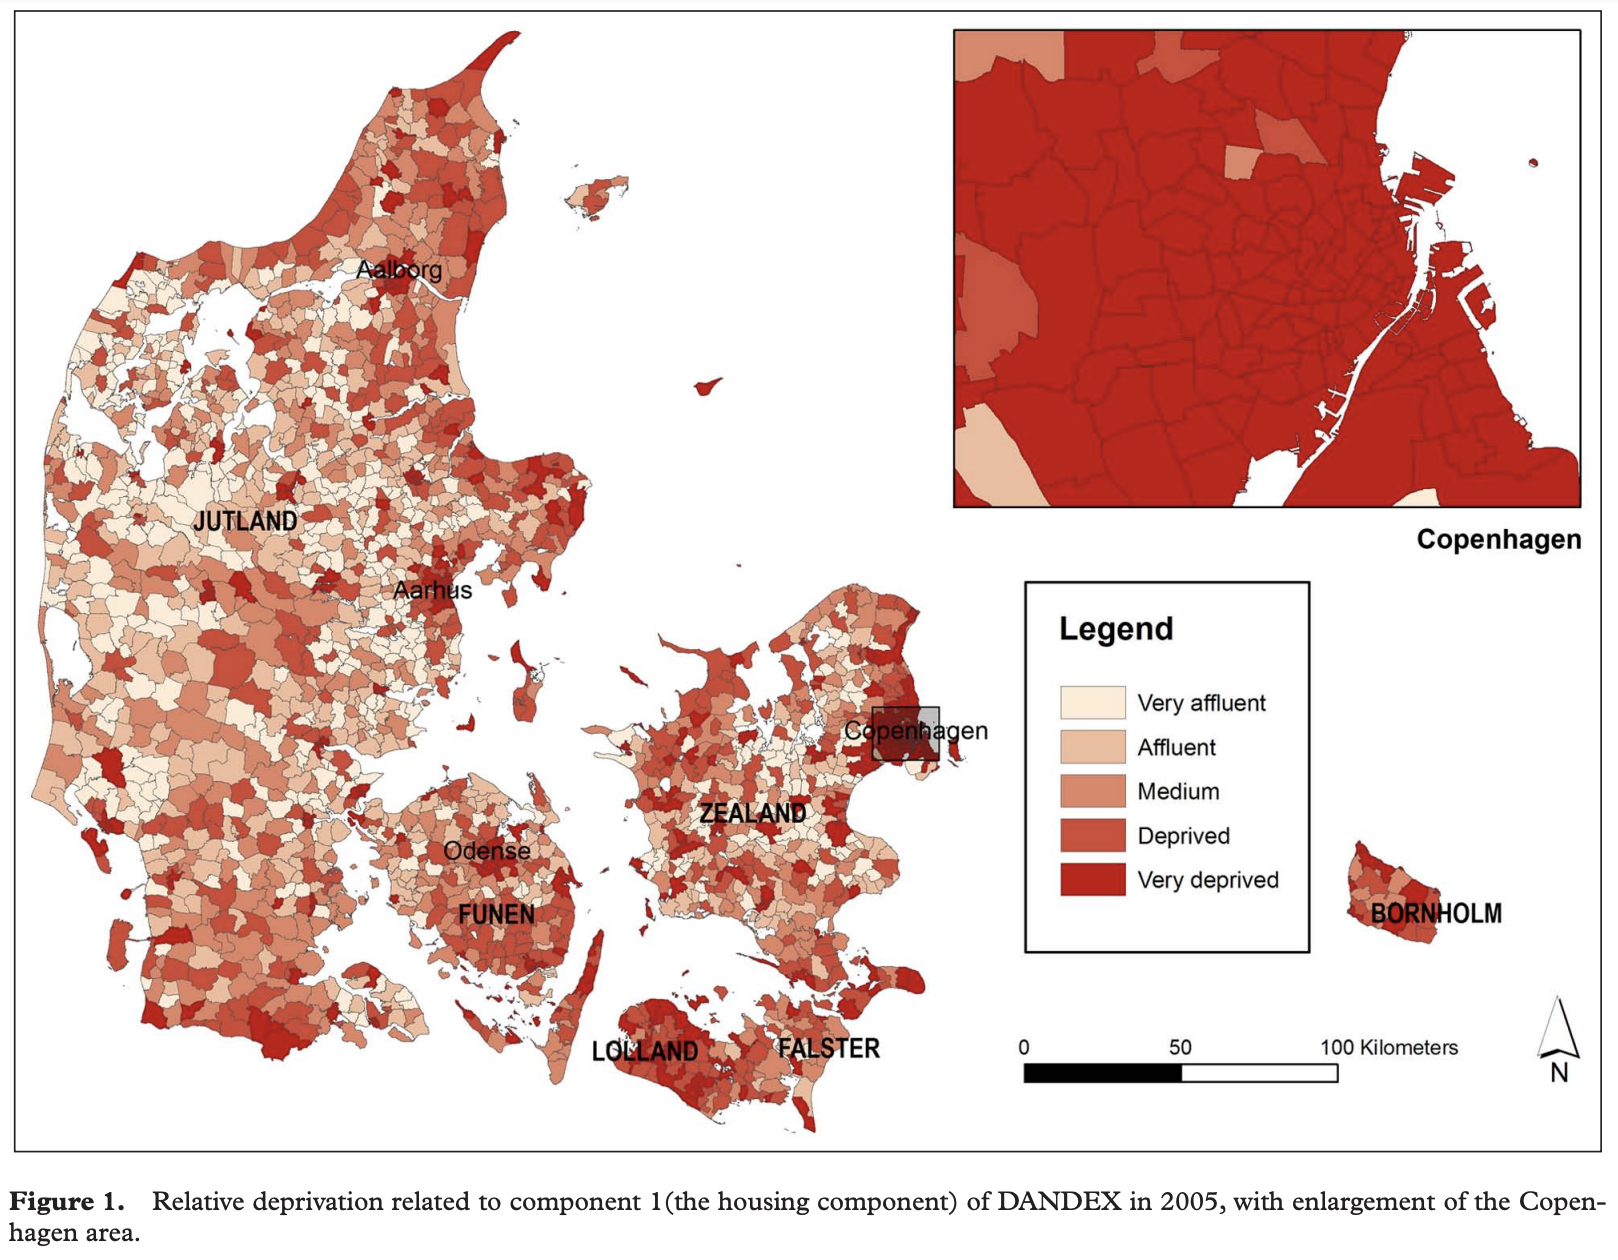 Aalborg
JUTLAND
Aarhus
Copenhagen
Copenhagen
ZEALAND
Odense
FUNEN
LOLLAND
FALSTER
BORNHOLM
Legend
Very affluent
Affluent
Medium
Deprived
Very deprived
0 50 100 Kilometers
N
Figure 1. Relative deprivation related to component 1(the housing component) of DANDEX in 2005, with enlargement of the Copen-
hagen area.